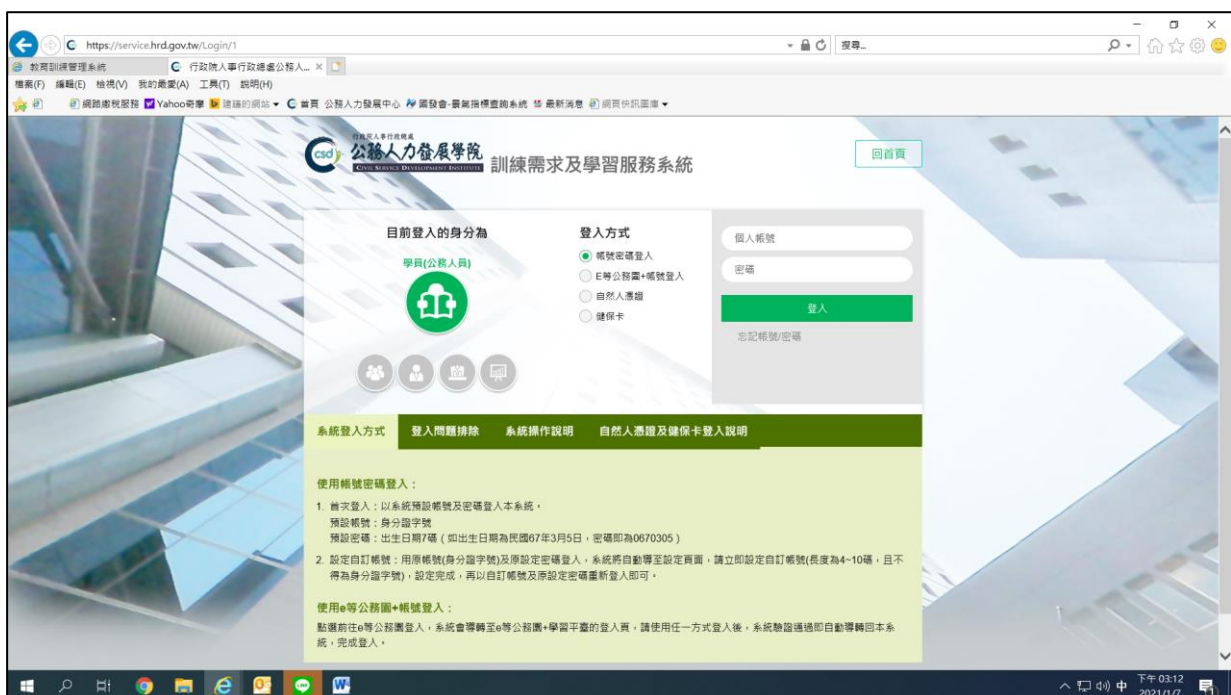 https://service.hrd.gov.tw/Login/1
搜尋...
教育訓練管理系統
行政院人事行政總處公務人...
檔案(F) 編輯(E) 檢視(V) 我的最愛(A) 工具(T) 說明(H)
網路繳稅服務 Yahoo奇摩 建議的網站 首頁 公務人力發展中心 國發會-景氣指標查詢系統 最新消息 網頁快訊圖庫
行政院人事行政總處
csd 公務人力發展學院
CIVIL SERVICE DEVELOPMENT INSTITUTE
訓練需求及學習服務系統
回首頁
目前登入的身分為
學員(公務人員)
登入方式
帳號密碼登入
E等公務園+帳號登入
自然人憑證
健保卡
個人帳號
密碼
登入
忘記帳號/密碼
系統登入方式 登入問題排除 系統操作說明 自然人憑證及健保卡登入說明
使用帳號密碼登入：
1. 首次登入：以系統預設帳號及密碼登入本系統。
預設帳號：身分證字號
預設密碼：出生日期7碼 ( 如出生日期為民國67年3月5日，密碼即為0670305 )
2. 設定自訂帳號：用原帳號(身分證字號)及原設定密碼登入，系統將自動導至設定頁面，請立即設定自訂帳號(長度為4~10碼，且不
得為身分證字號)，設定完成，再以自訂帳號及原設定密碼重新登入即可。
使用e等公務園+帳號登入：
點選前往e等公務園登入，系統會導轉至e等公務園+學習平臺的登入頁，請使用任一方式登入後，系統驗證通過即自動導轉回本系
統，完成登入。
中
下午 03:12
2021/1/7